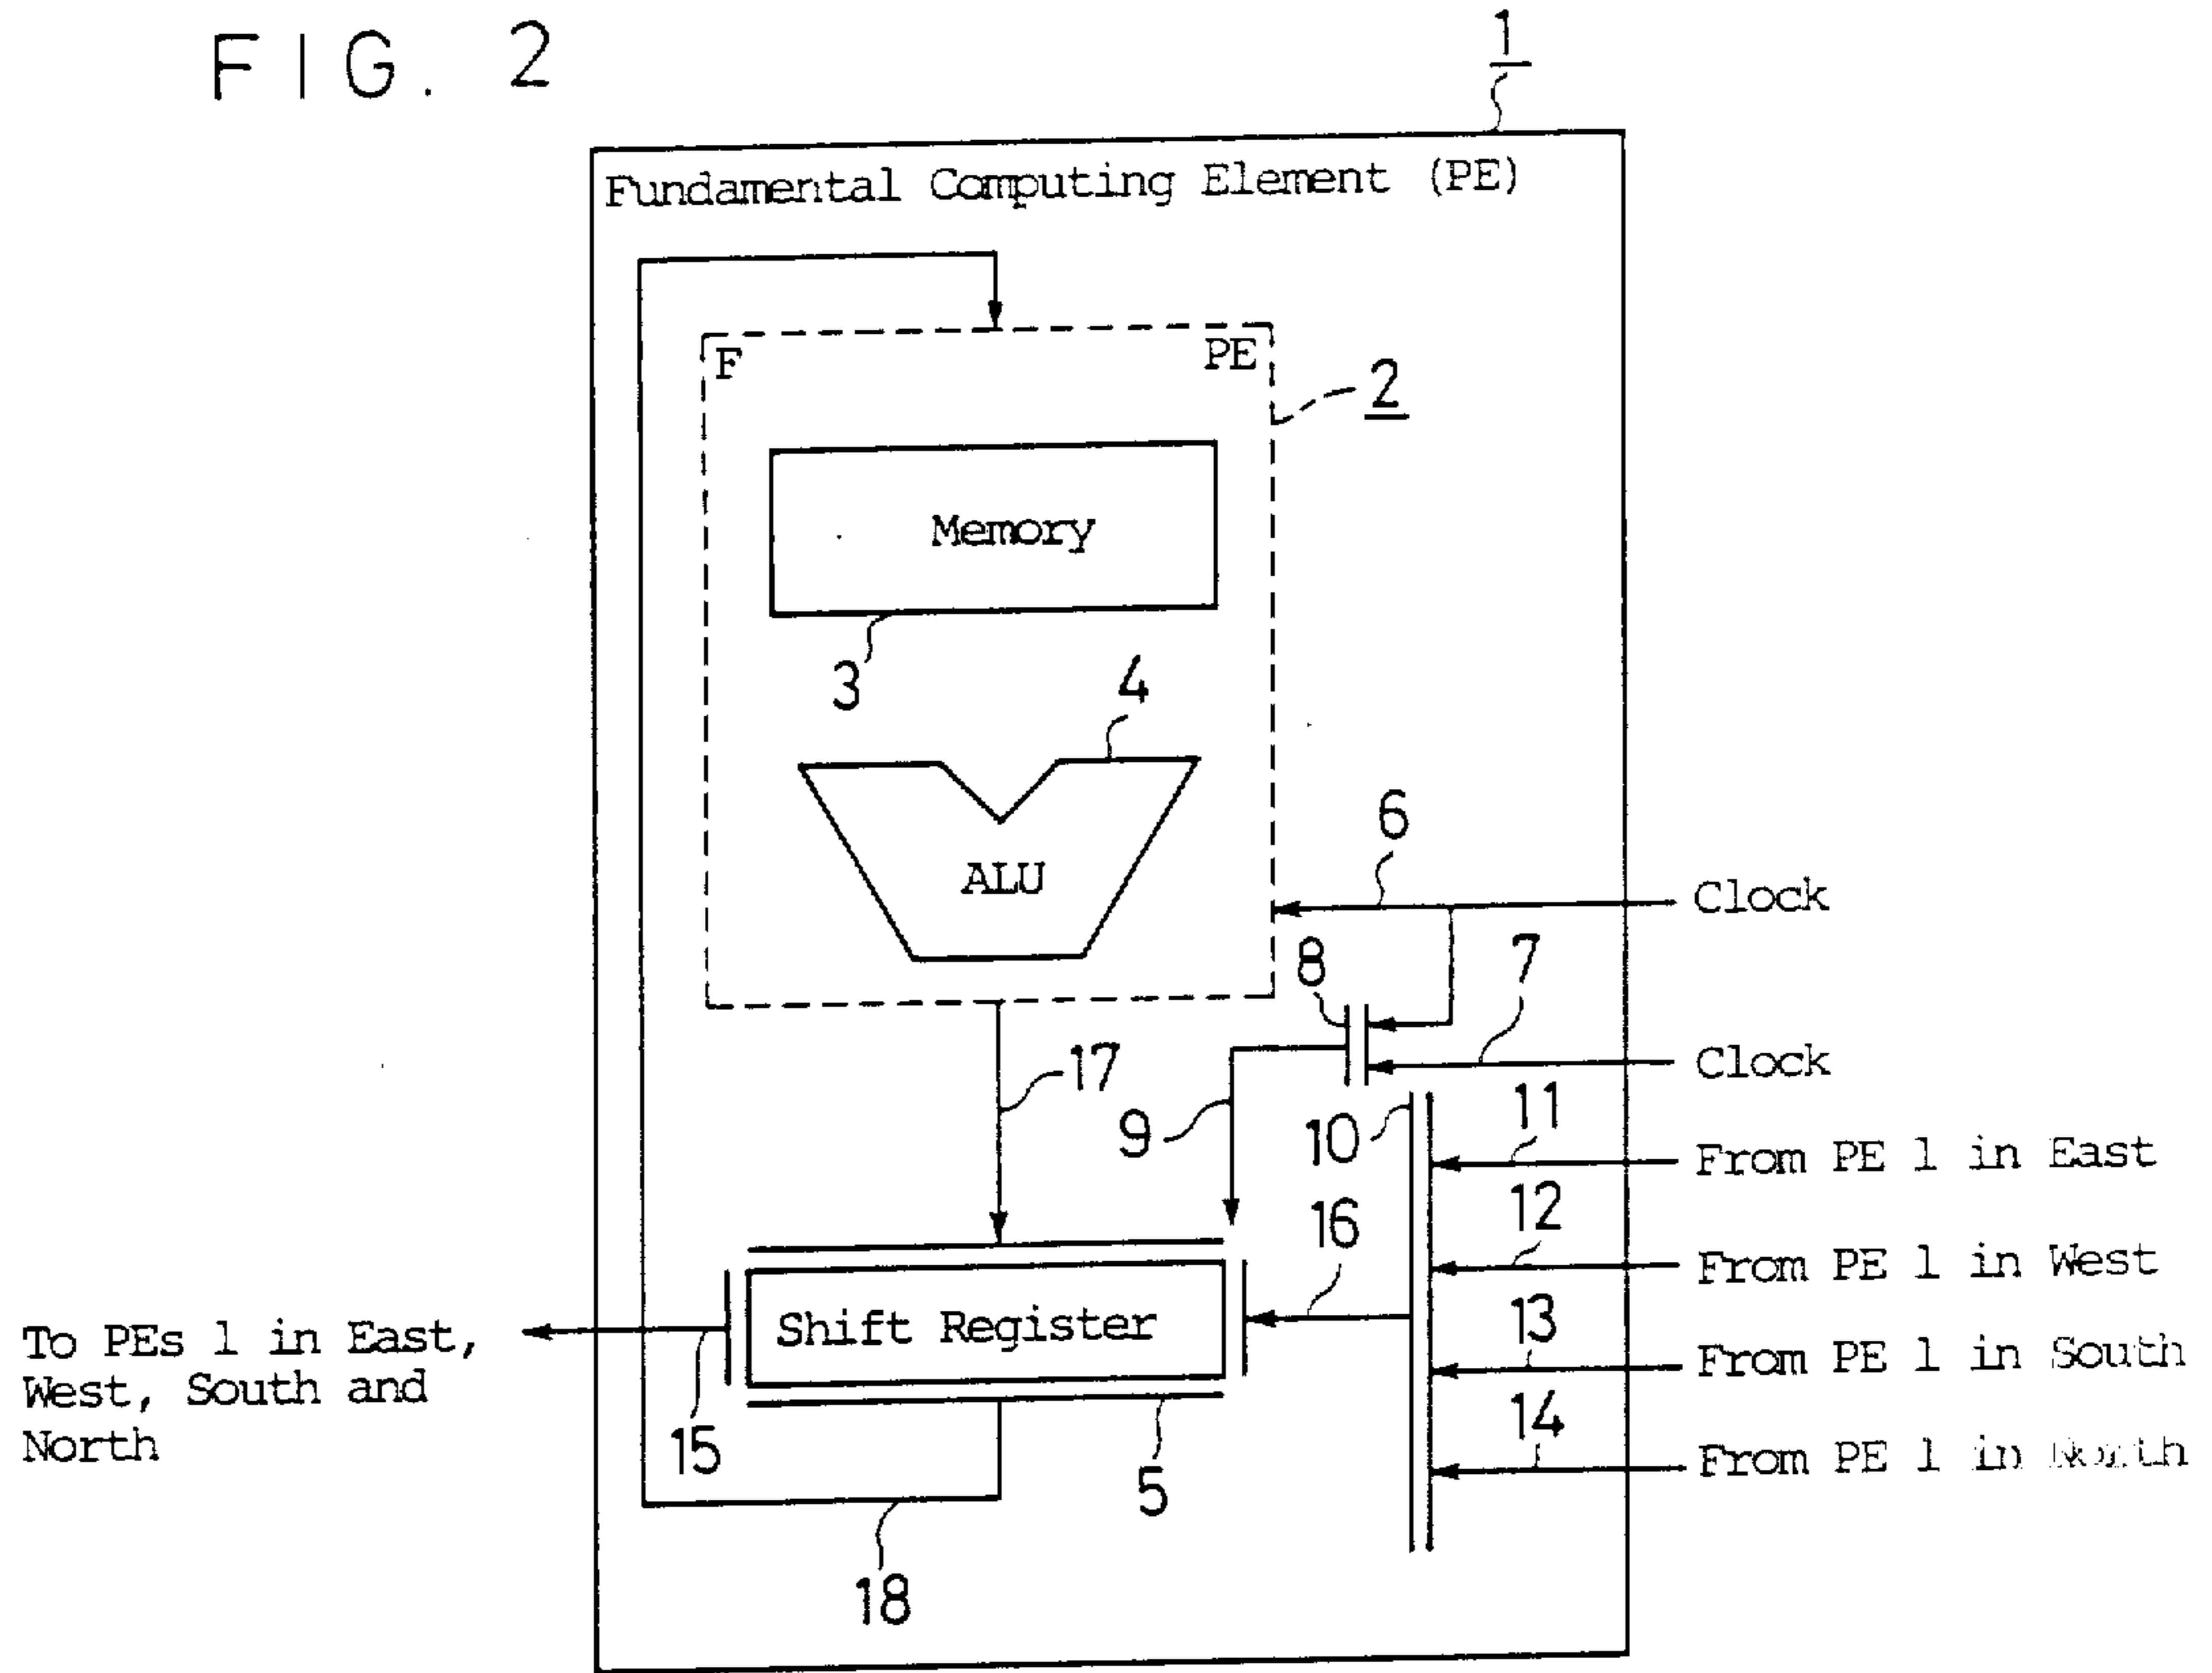 FIG. 2
1
Fundamental Computing Element (PE)
F PE
2
Memory
3
4
ALU
6
Clock
8
7
Clock
17
9
10
11
From PE 1 in East
12
From PE 1 in West
16
13
From PE 1 in South
14
From PE 1 in North
Shift Register
To PEs 1 in East,
West, South and
North
15
5
18